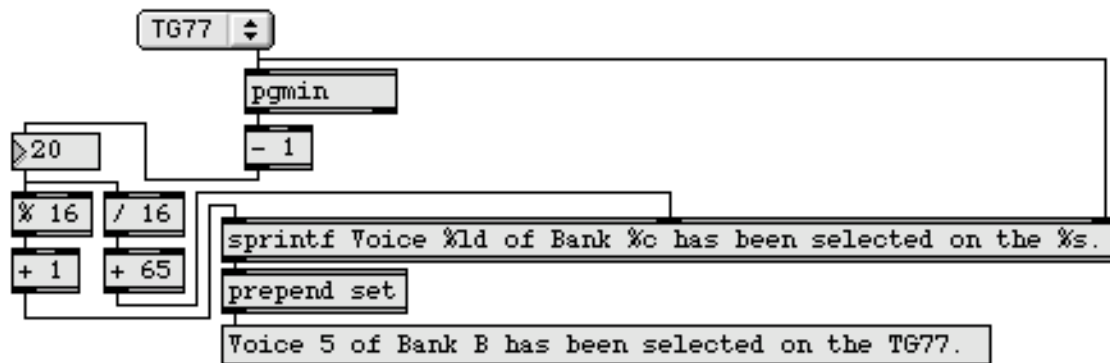 TG77
pgmin
- 1
20
% 16
/ 16
sprintf Voice %ld of Bank %c has been selected on the %s.
+ 1
+ 65
prepend set
Voice 5 of Bank B has been selected on the TG77.